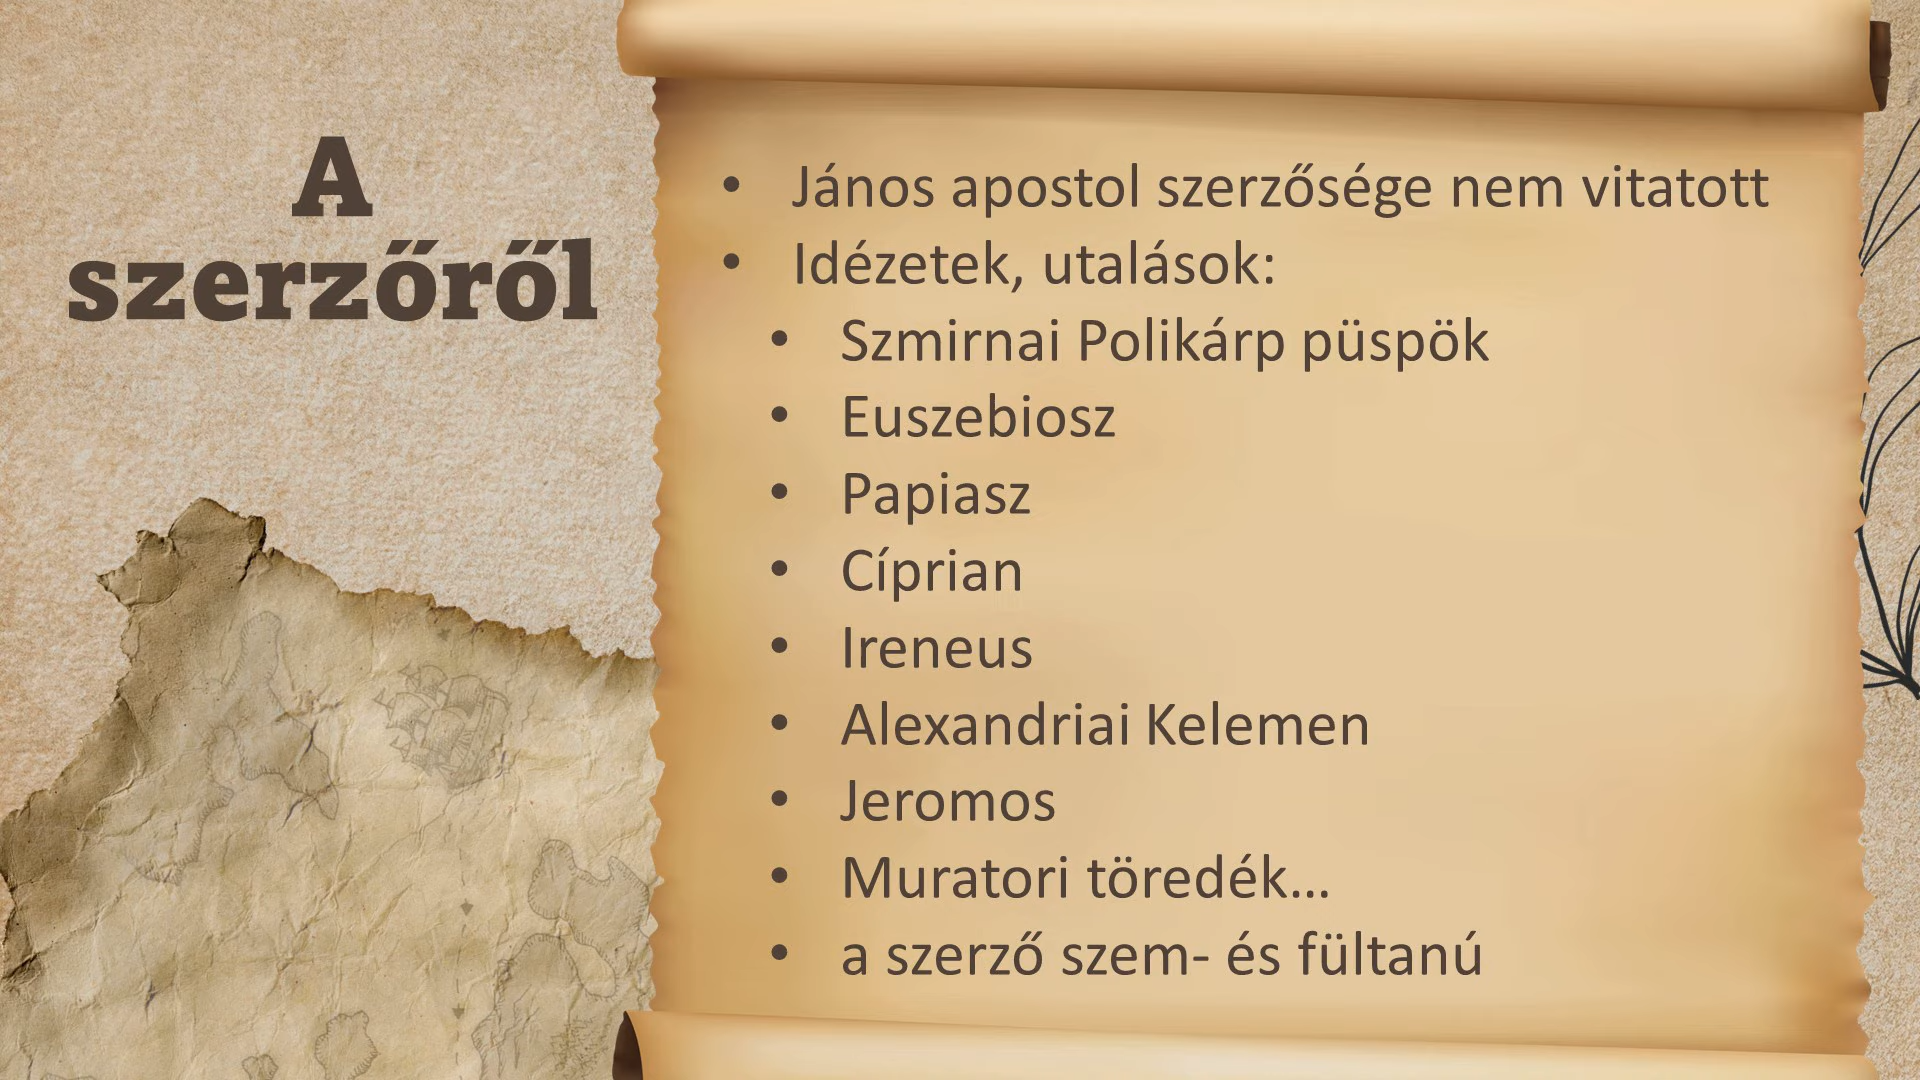 A
szerzőről
• János apostol szerzősége nem vitatott
• Idézetek, utalások:
• Szmirnai Polikárp püspök
• Euszebiosz
• Papiasz
• Cíprian
• Ireneus
• Alexandriai Kelemen
• Jeromos
• Muratori töredék...
• a szerző szem- és fültanú